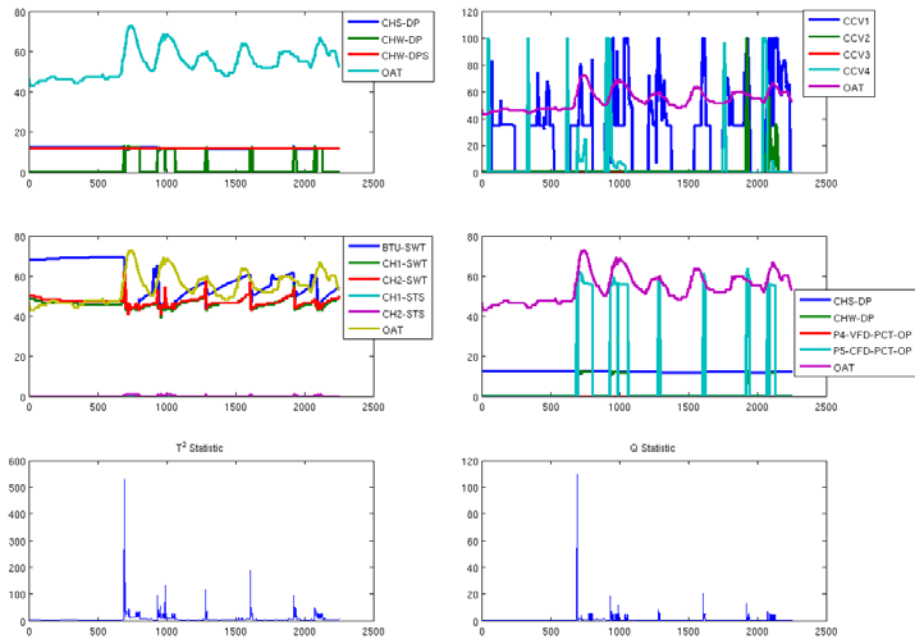 80
60
40
20
0
0 500 1000 1500 2000 2500
CHS-DP
CHW-DP
CHW-DPS
OAT
120
100
80
60
40
20
0
0 500 1000 1500 2000 2500
CCV1
CCV2
CCV3
CCV4
OAT
80
60
40
20
0
0 500 1000 1500 2000 2500
BTU-SWT
CH1-SWT
CH2-SWT
CH1-STS
CH2-STS
OAT
80
60
40
20
0
0 500 1000 1500 2000 2500
CHS-DP
CHW-DP
P4-VFD-PCT-OP
P5-CFD-PCT-OP
OAT
T² Statistic
600
500
400
300
200
100
0
0 500 1000 1500 2000 2500
Q Statistic
120
100
80
60
40
20
0
0 500 1000 1500 2000 2500